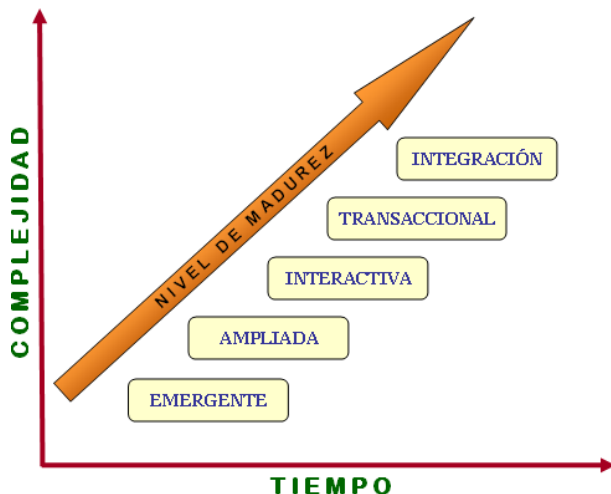 COMPLEJIDAD
NIVEL DE MADUREZ
INTEGRACIÓN
TRANSACCIONAL
INTERACTIVA
AMPLIADA
EMERGENTE
TIEMPO